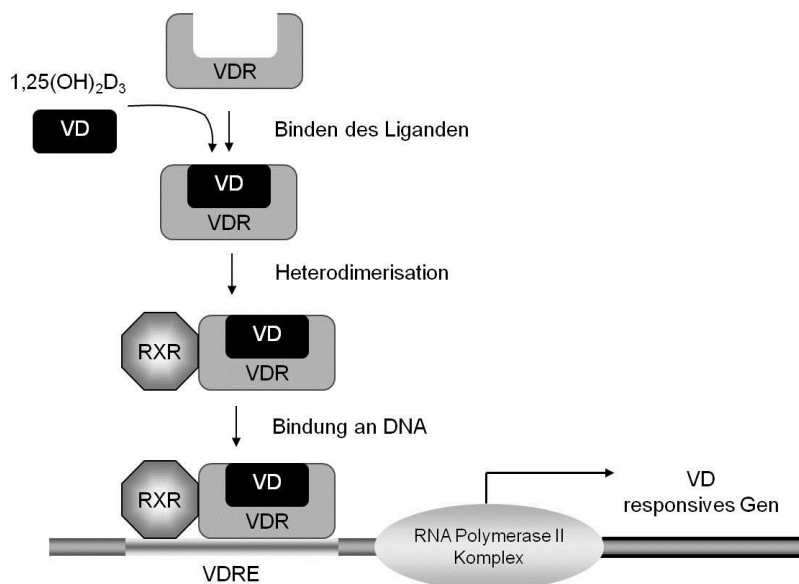 VDR
1,25(OH)₂D₃
VD
Binden des Liganden
VD
VDR
Heterodimerisation
RXR
VD
VDR
Bindung an DNA
RXR
VD
VDR
VD
responsives Gen
RNA Polymerase II
Komplex
VDRE